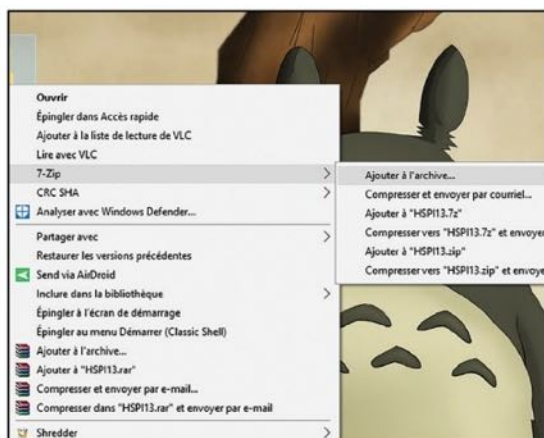 Ouvrir
Épingler dans Accès rapide
Ajouter à la liste de lecture de VLC
Lire avec VLC
7-Zip
CRC SHA
Analyser avec Windows Defender...
Partager avec
Restaurer les versions précédentes
Send via AirDroid
Inclure dans la bibliothèque
Épingler à l'écran de démarrage
Épingler au menu Démarrer (Classic Shell)
Ajouter à l'archive...
Ajouter à "HSPI13.rar"
Compresser et envoyer par e-mail...
Compresser dans "HSPI13.rar" et envoyer par e-mail
Shredder
Ajouter à l'archive...
Compresser et envoyer par courriel...
Ajouter à "HSPI13.7z"
Compresser vers "HSPI13.7z" et envoyer
Ajouter à "HSPI13.zip"
Compresser vers "HSPI13.zip" et envoye